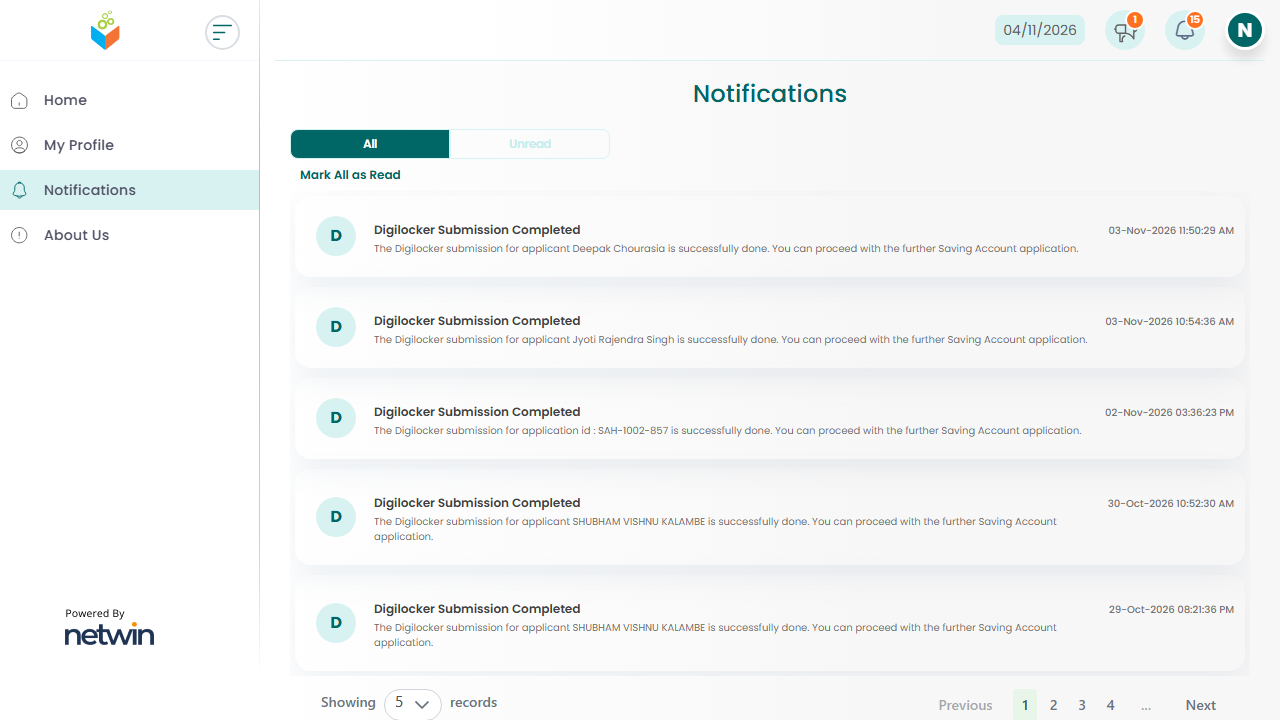 04/11/2026
1
15
N
Home
My Profile
Notifications
About Us
Powered By
netwin
Notifications
All
Unread
Mark All as Read
D
Digilocker Submission Completed
03-Nov-2026 11:50:29 AM
The Digilocker submission for applicant Deepak Chourasia is successfully done. You can proceed with the further Saving Account application.
D
Digilocker Submission Completed
03-Nov-2026 10:54:36 AM
The Digilocker submission for applicant Jyoti Rajendra Singh is successfully done. You can proceed with the further Saving Account application.
D
Digilocker Submission Completed
02-Nov-2026 03:36:23 PM
The Digilocker submission for application id : SAH-1002-857 is successfully done. You can proceed with the further Saving Account application.
D
Digilocker Submission Completed
30-Oct-2026 10:52:30 AM
The Digilocker submission for applicant SHUBHAM VISHNU KALAMBE is successfully done. You can proceed with the further Saving Account
application.
D
Digilocker Submission Completed
29-Oct-2026 08:21:36 PM
The Digilocker submission for applicant SHUBHAM VISHNU KALAMBE is successfully done. You can proceed with the further Saving Account
application.
Showing 5 records
Previous 1 2 3 4 ... Next